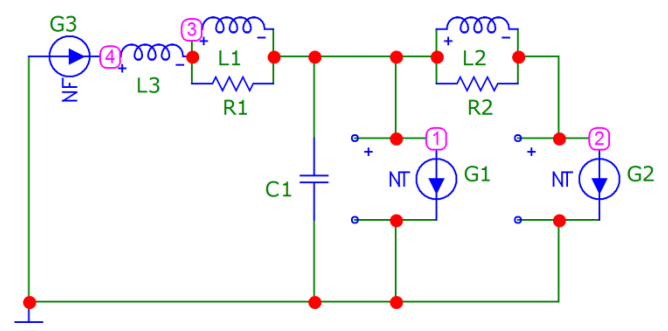 G3
3
4
+
-
+
-
L1
+
-
L2
NF
L3
R1
R2
1
2
+
+
C1
NT
G1
NT
G2